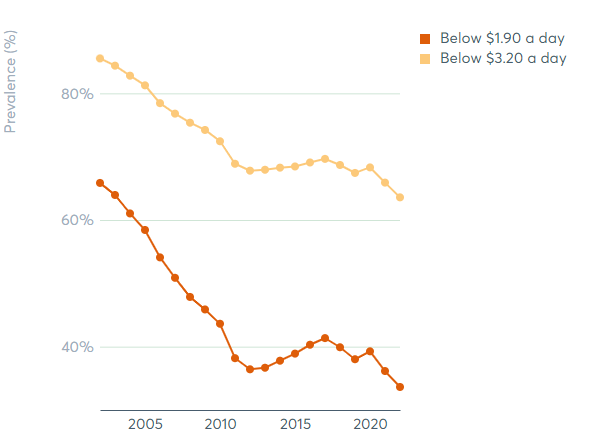 Prevalence (%)
Below $1.90 a day
Below $3.20 a day
80%
60%
40%
2005 2010 2015 2020